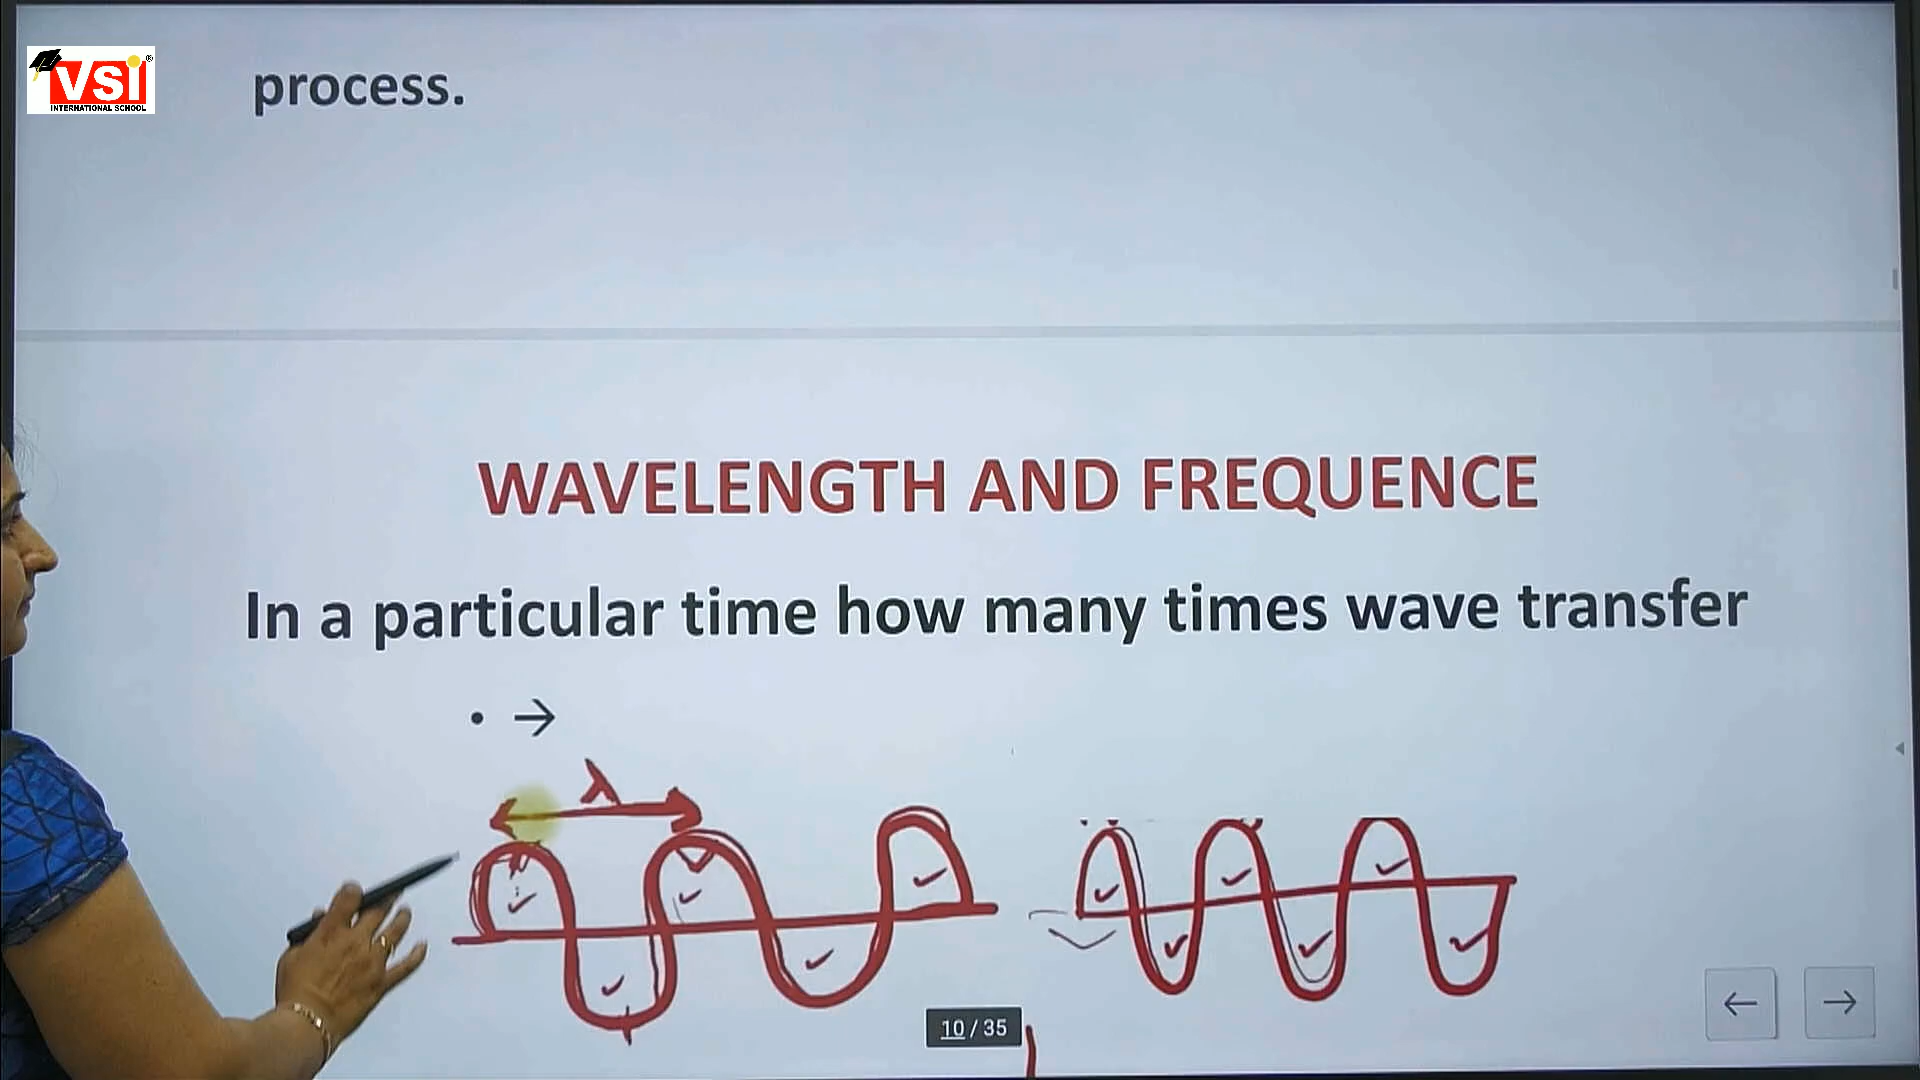 VSI®
INTERNATIONAL SCHOOL
process.
WAVELENGTH AND FREQUENCE
In a particular time how many times wave transfer
• →
λ
10 / 35
← →